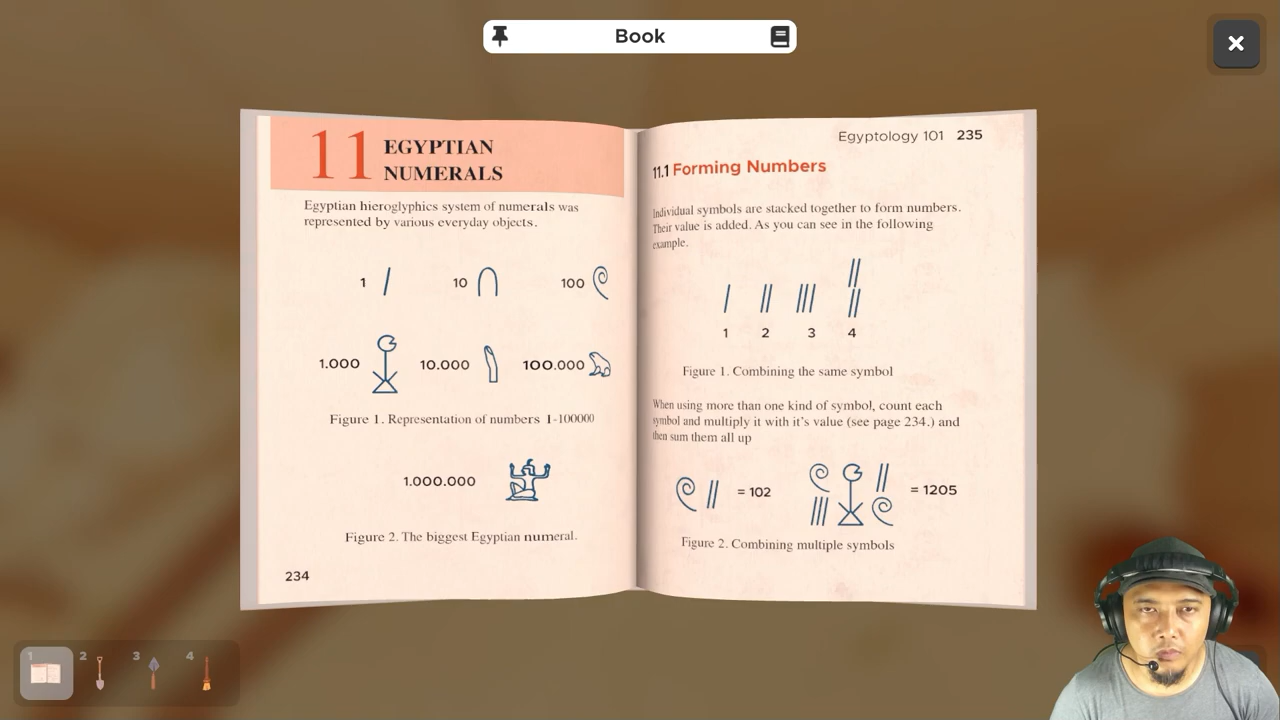 Book
11
EGYPTIAN
NUMERALS
Egyptian hieroglyphics system of numerals was
represented by various everyday objects.
1
10
100
1.000
10.000
100.000
Figure 1. Representation of numbers 1-100000
1.000.000
Figure 2. The biggest Egyptian numeral.
234
Egyptology 101 235
11.1 Forming Numbers
Individual symbols are stacked together to form numbers.
Their value is added. As you can see in the following
example.
1 2 3 4
Figure 1. Combining the same symbol
When using more than one kind of symbol, count each
symbol and multiply it with it's value (see page 234.) and
then sum them all up
= 102
= 1205
Figure 2. Combining multiple symbols
1 2 3 4